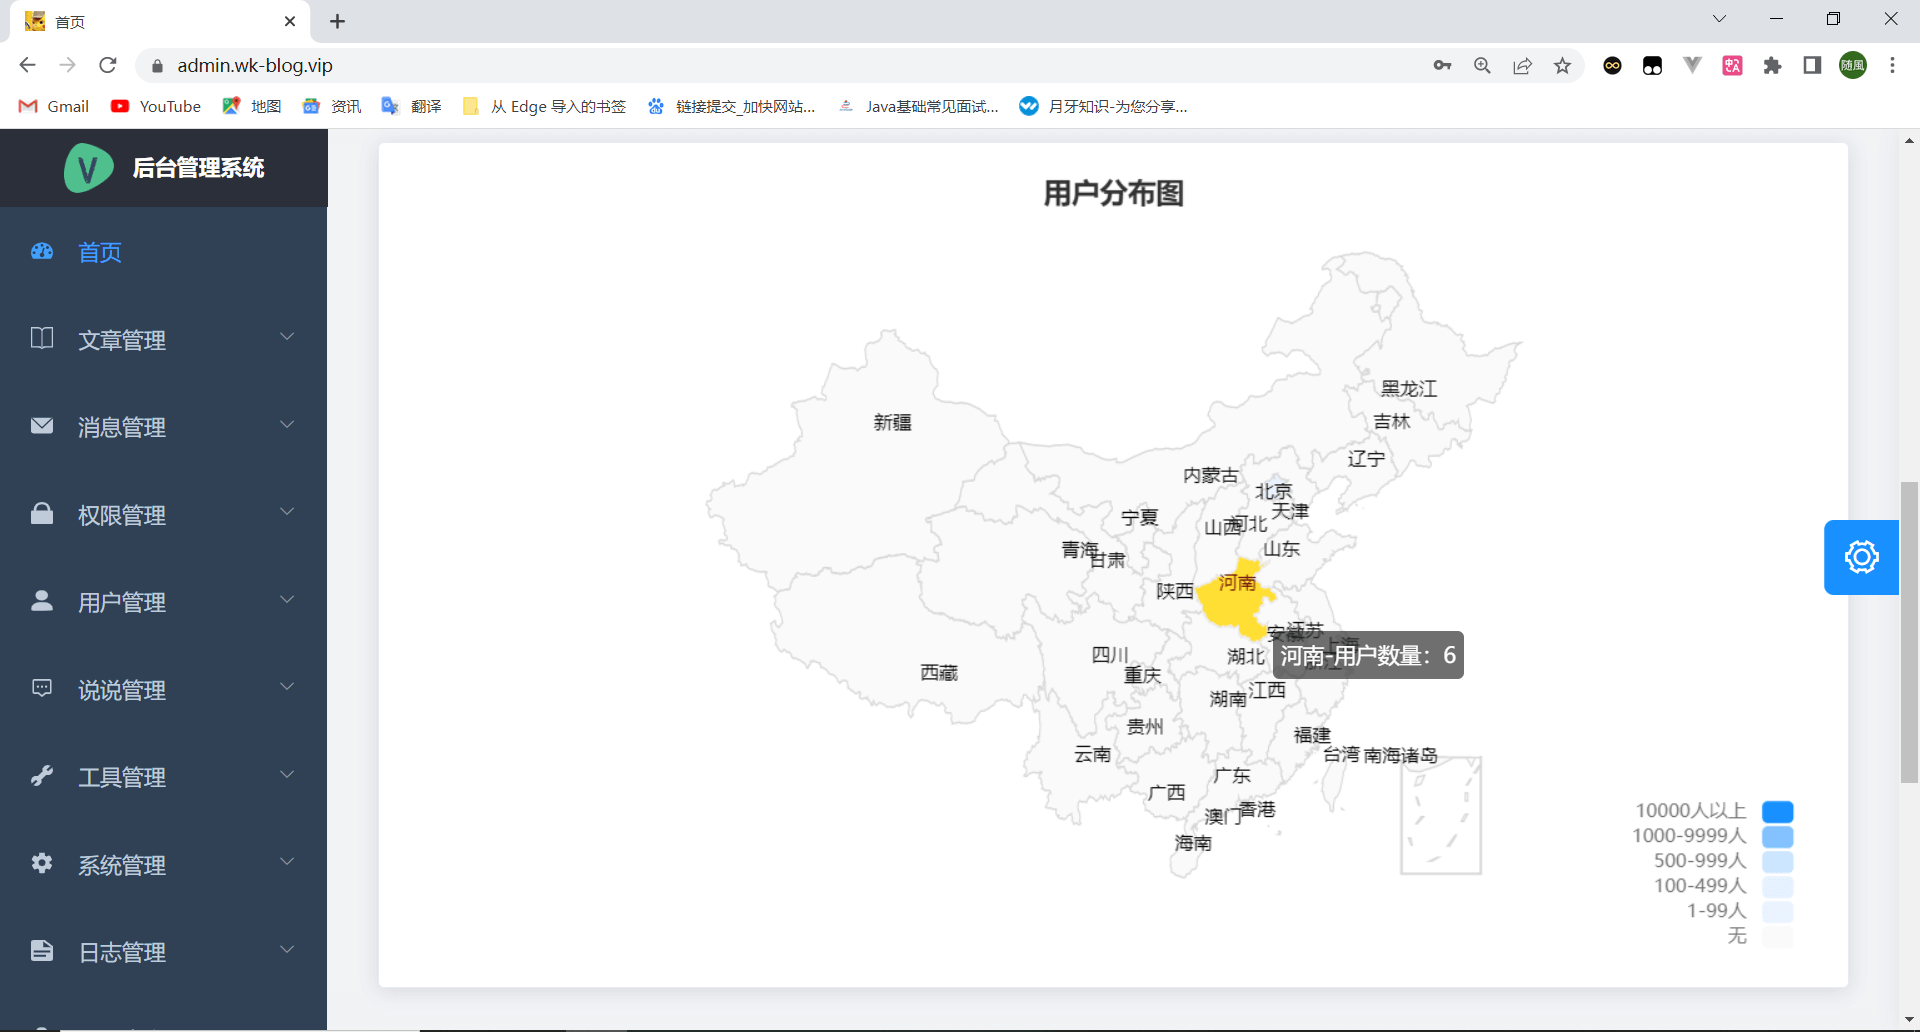 首页
admin.wk-blog.vip
随風
Gmail
YouTube
地图
资讯
翻译
从 Edge 导入的书签
链接提交_加快网站...
Java基础常见面试...
月牙知识-为您分享...
V
后台管理系统
首页
文章管理
消息管理
权限管理
用户管理
说说管理
工具管理
系统管理
日志管理
用户分布图
黑龙江
吉林
新疆
辽宁
内蒙古
北京
天津
宁夏
山西
河北
山东
青海
甘肃
河南
陕西
安徽
江苏
上海
河南-用户数量：6
四川
湖北
西藏
重庆
湖南
江西
贵州
福建
云南
台湾
南海诸岛
广东
广西
澳门
香港
海南
10000人以上
1000-9999人
500-999人
100-499人
1-99人
无